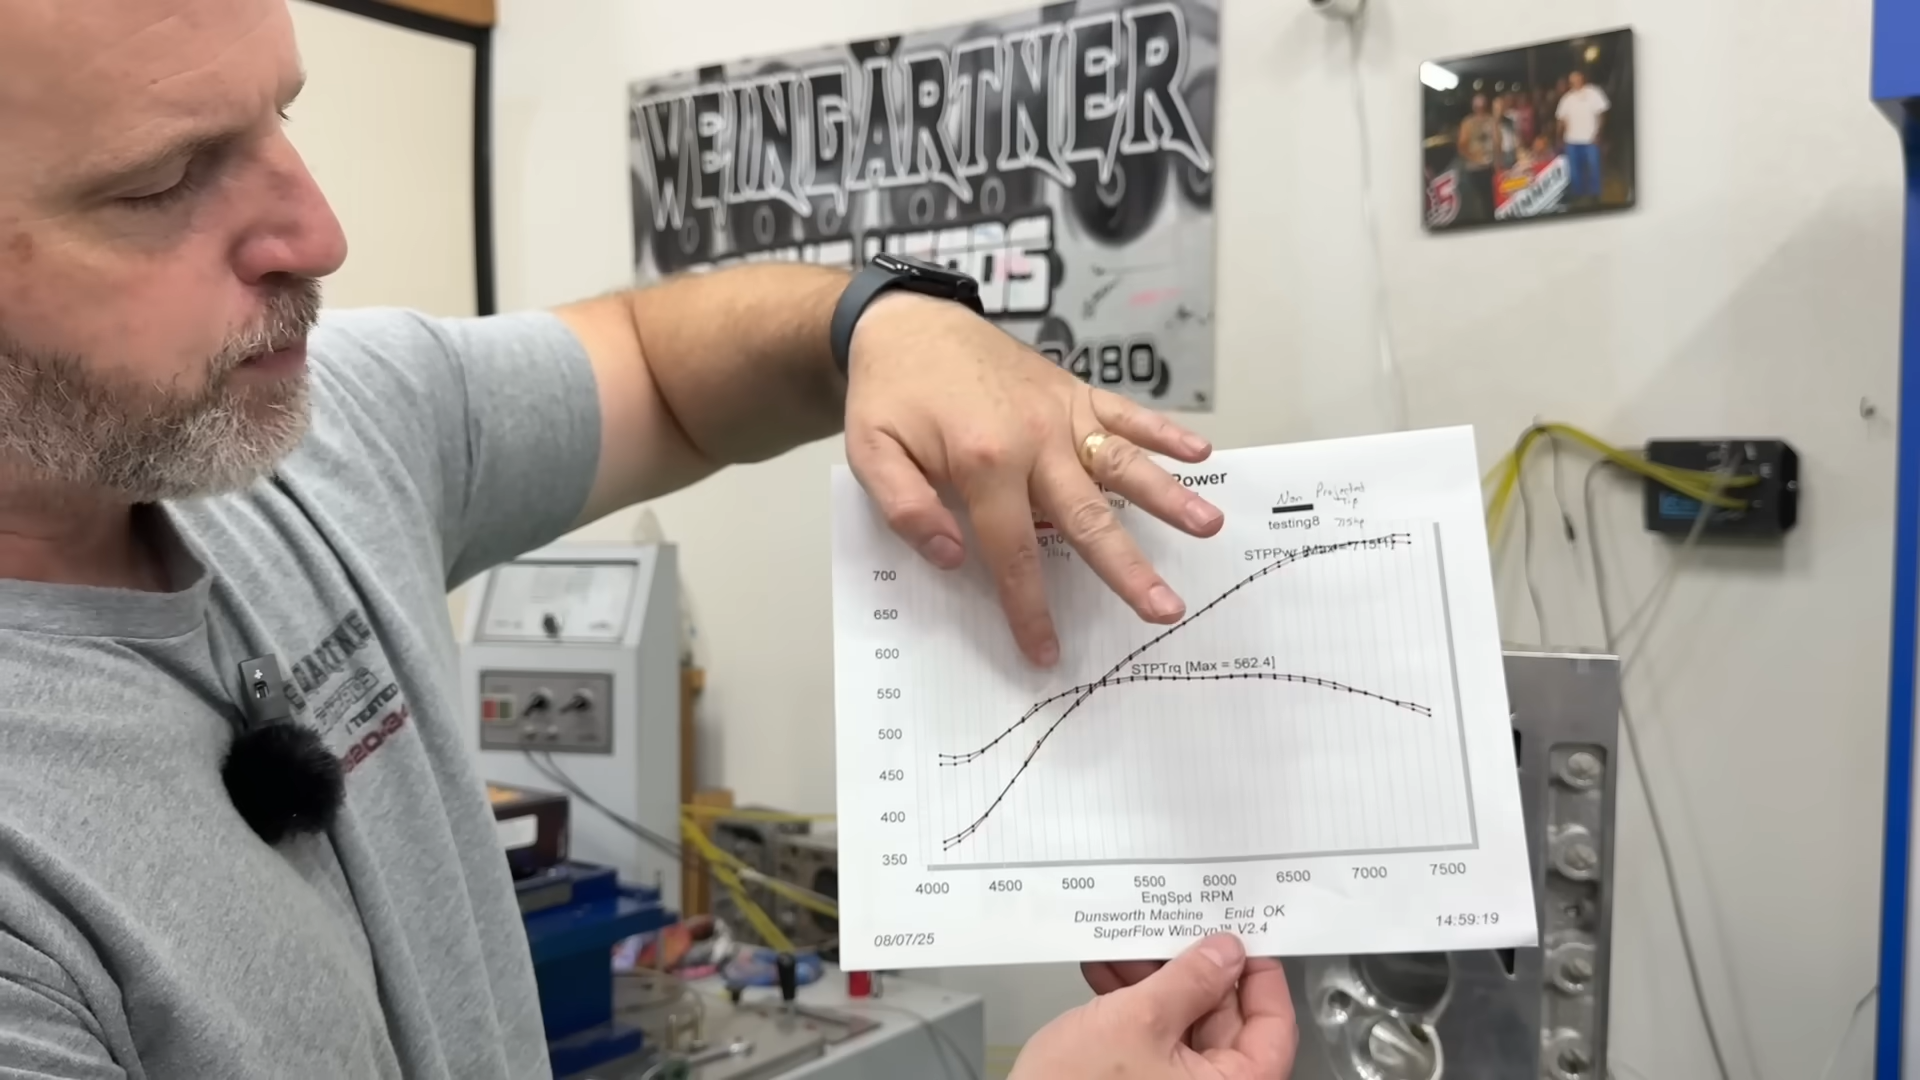 WEINGARTNER
HEADS
480
Power
Non Projected
Tip
testing8 715hp
STPPwr [Max = 715.1]
700
650
600
STPTrq [Max = 562.4]
550
500
450
400
350
4000 4500 5000 5500 6000 6500 7000 7500
EngSpd RPM
Dunsworth Machine Enid OK
SuperFlow WinDyn™ V2.4
08/07/25
14:59:19